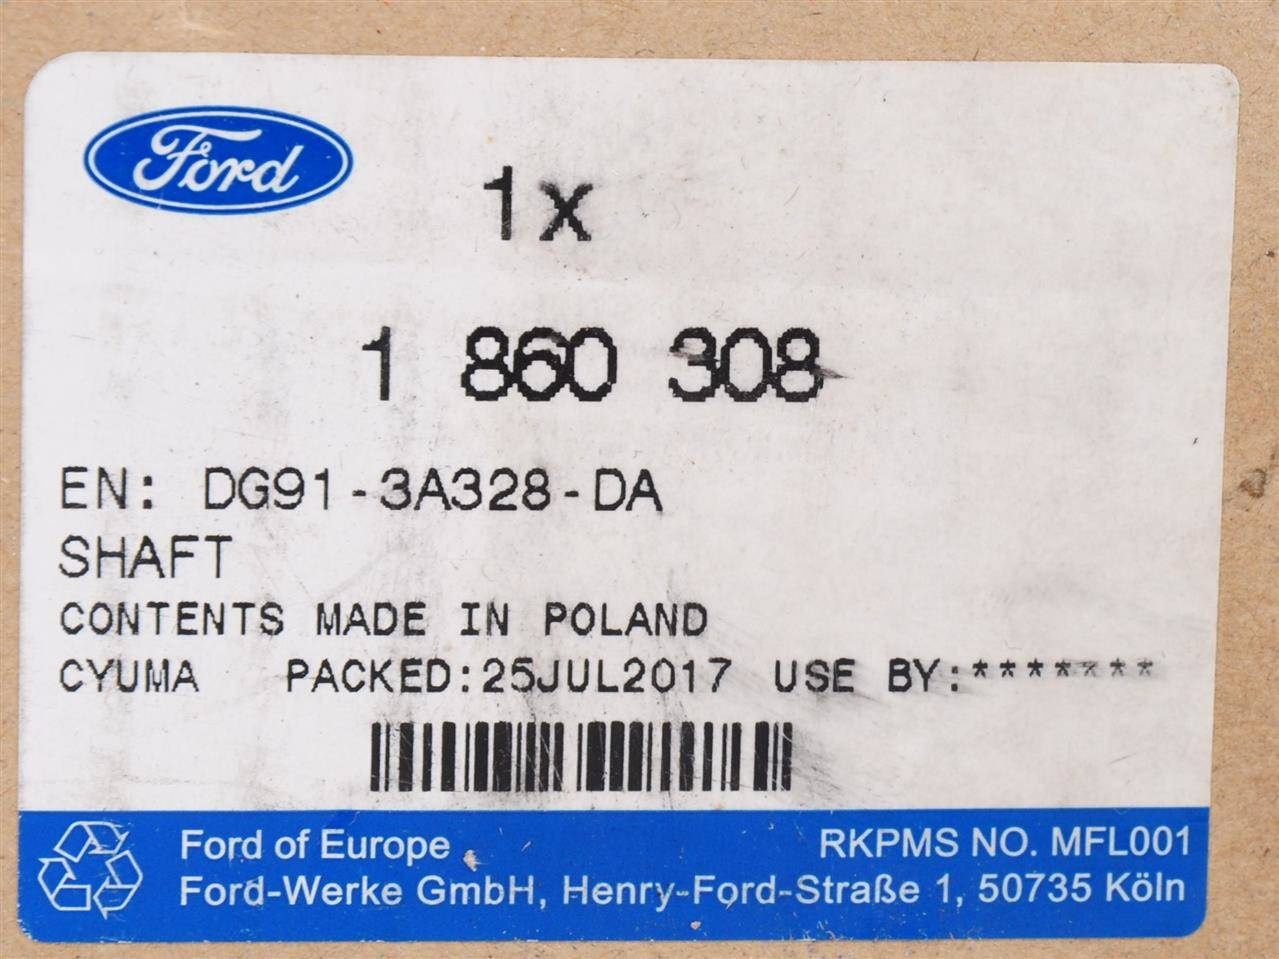 Ford
1x
1 860 308
EN: DG91-3A328-DA
SHAFT
CONTENTS MADE IN POLAND
CYUMA PACKED:25JUL2017 USE BY:*******
Ford of Europe RKPMS NO. MFL001
Ford-Werke GmbH, Henry-Ford-Straße 1, 50735 Köln